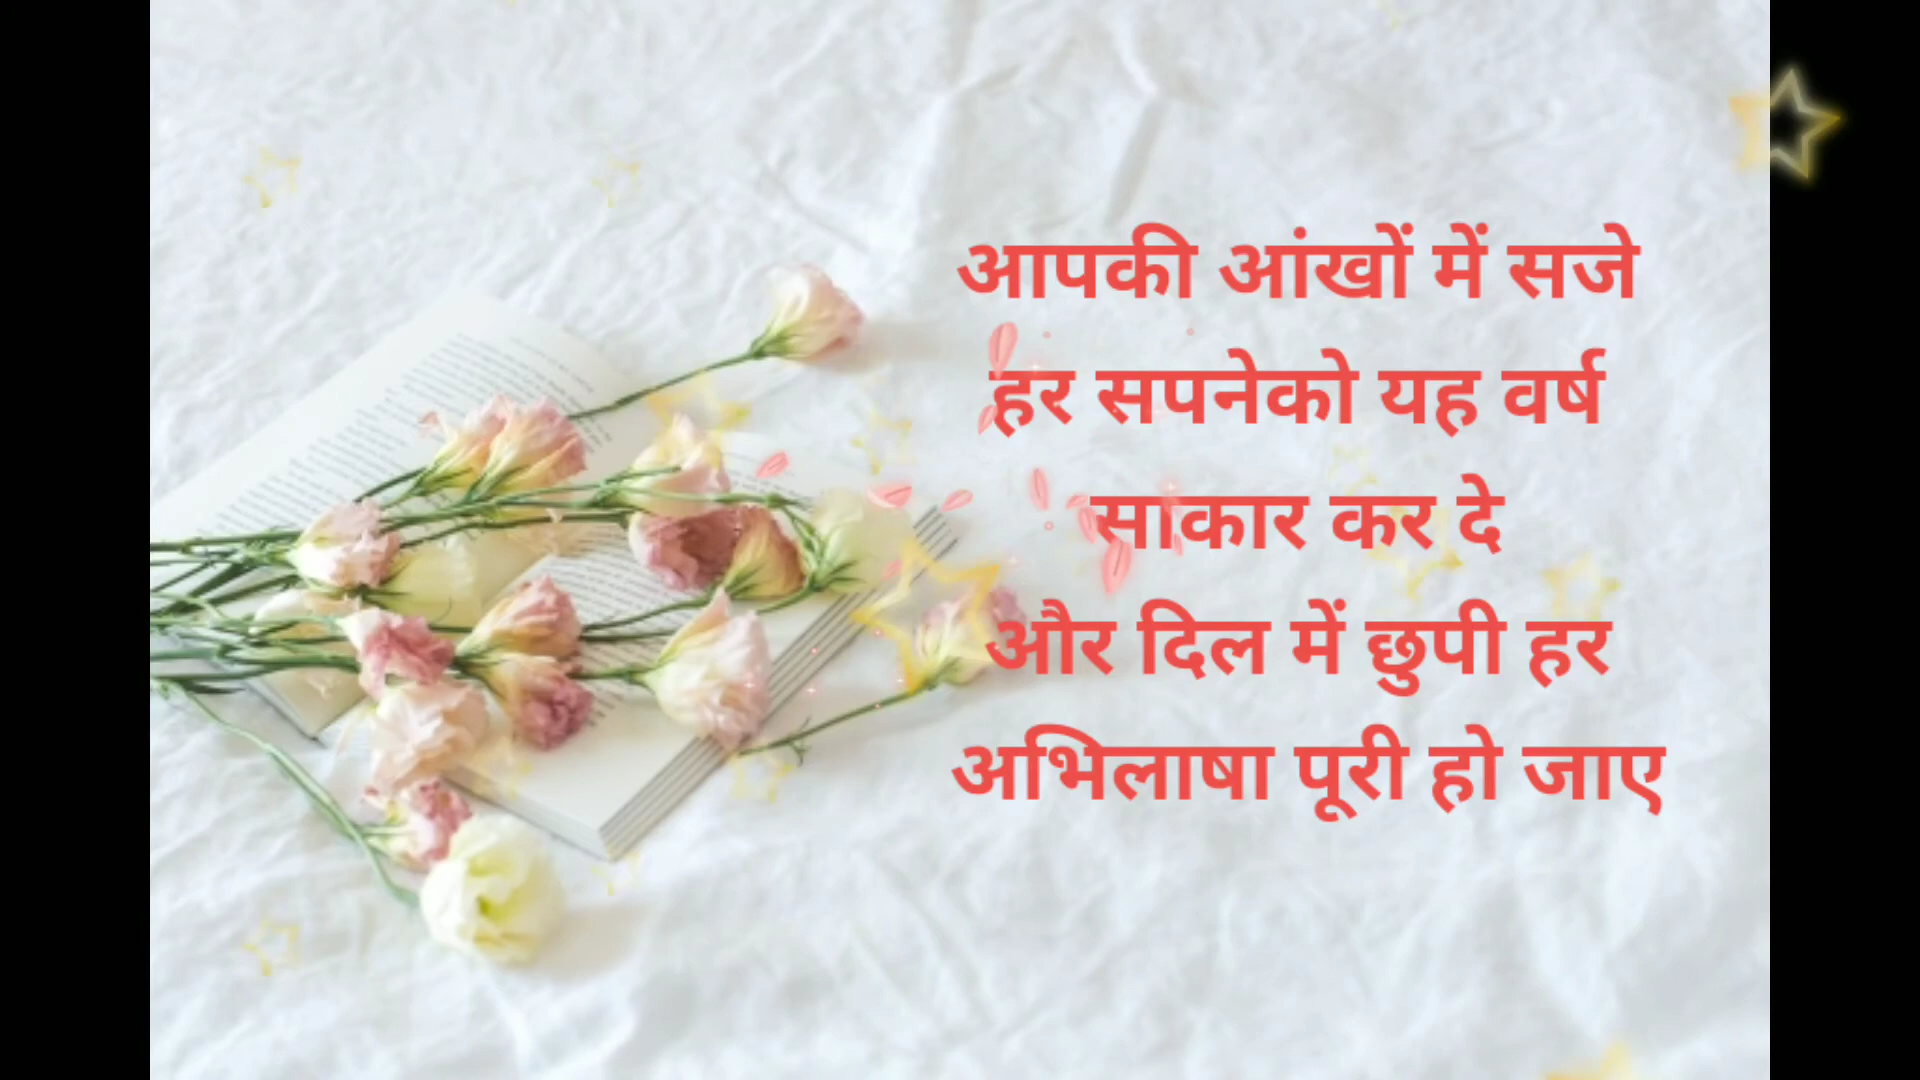 आपकी आंखों में सजे
हर सपनेको यह वर्ष
साकार कर दे
और दिल में छुपी हर
अभिलाषा पूरी हो जाए